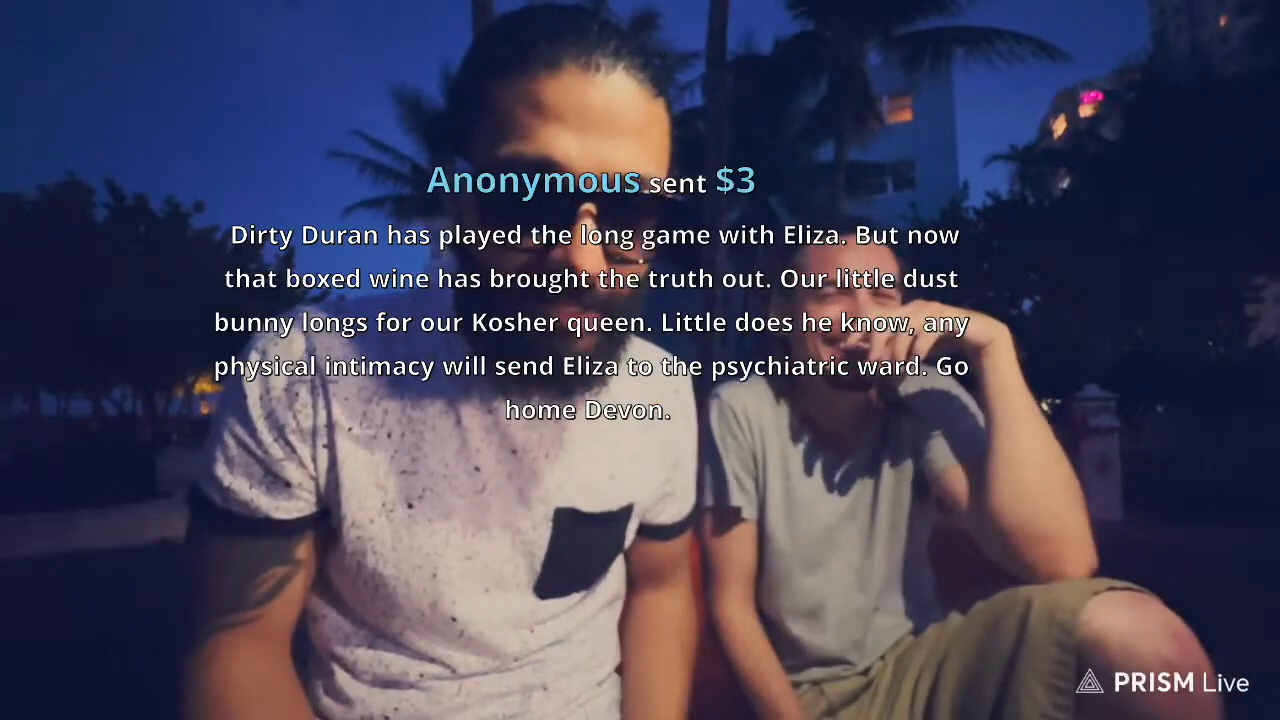 Anonymous sent $3
Dirty Duran has played the long game with Eliza. But now
that boxed wine has brought the truth out. Our little dust
bunny longs for our Kosher queen. Little does he know, any
physical intimacy will send Eliza to the psychiatric ward. Go
home Devon.
PRISM Live